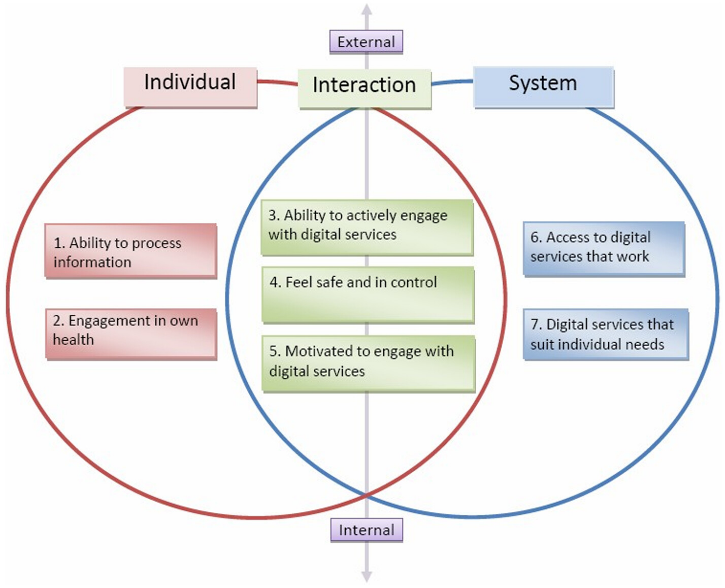 External
Individual
Interaction
System
1. Ability to process
information
2. Engagement in own
health
3. Ability to actively engage
with digital services
4. Feel safe and in control
5. Motivated to engage with
digital services
6. Access to digital
services that work
7. Digital services that
suit individual needs
Internal